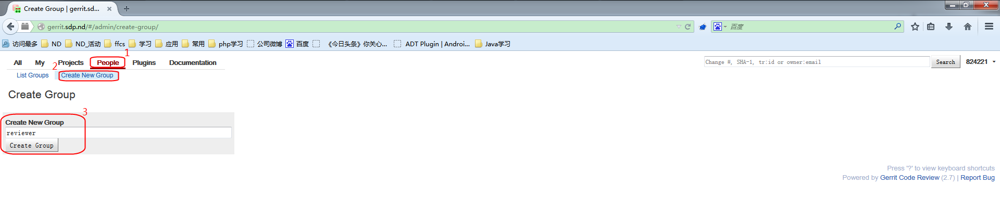 Create Group | gerrit.sd...
gerrit.sdp.nd/#/admin/create-group/
百度
访问最多 ND ND_活动 ffcs 学习 应用 常用 php学习 公司微博 百度 《今日头条》你关心... ADT Plugin | Androi... Java学习
1
All My Projects People Plugins Documentation
Change #, SHA-1, tr:id or owner:email Search 824221
2
List Groups Create New Group
Create Group
3
Create New Group
reviewer
Create Group
Press '?' to view keyboard shortcuts
Powered by Gerrit Code Review (2.7) | Report Bug